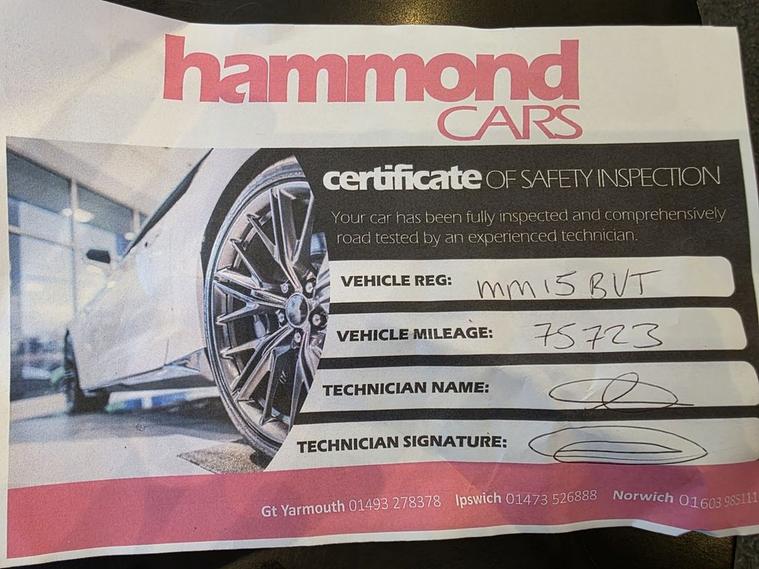 hammond
CARS
certificate OF SAFETY INSPECTION
Your car has been fully inspected and comprehensively
road tested by an experienced technician.
VEHICLE REG: MM15 BVT
VEHICLE MILEAGE: 75723
TECHNICIAN NAME:
TECHNICIAN SIGNATURE:
Gt Yarmouth 01493 278378 Ipswich 01473 526888 Norwich 01603 985111